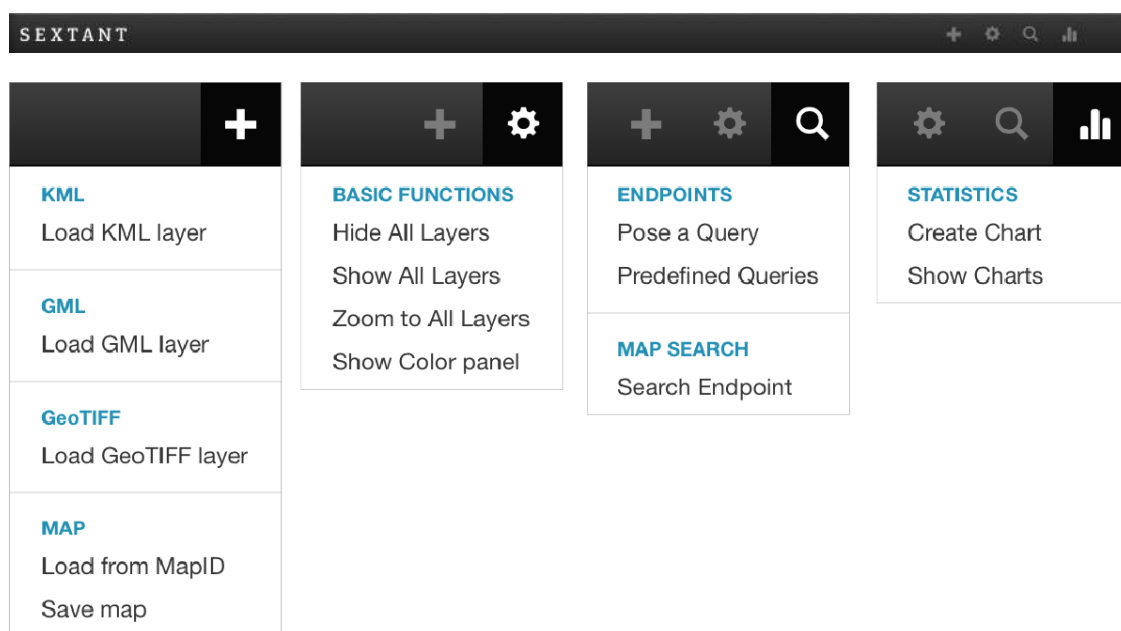 SEXTANT
KML
Load KML layer
GML
Load GML layer
GeoTIFF
Load GeoTIFF layer
MAP
Load from MapID
Save map
BASIC FUNCTIONS
Hide All Layers
Show All Layers
Zoom to All Layers
Show Color panel
ENDPOINTS
Pose a Query
Predefined Queries
MAP SEARCH
Search Endpoint
STATISTICS
Create Chart
Show Charts